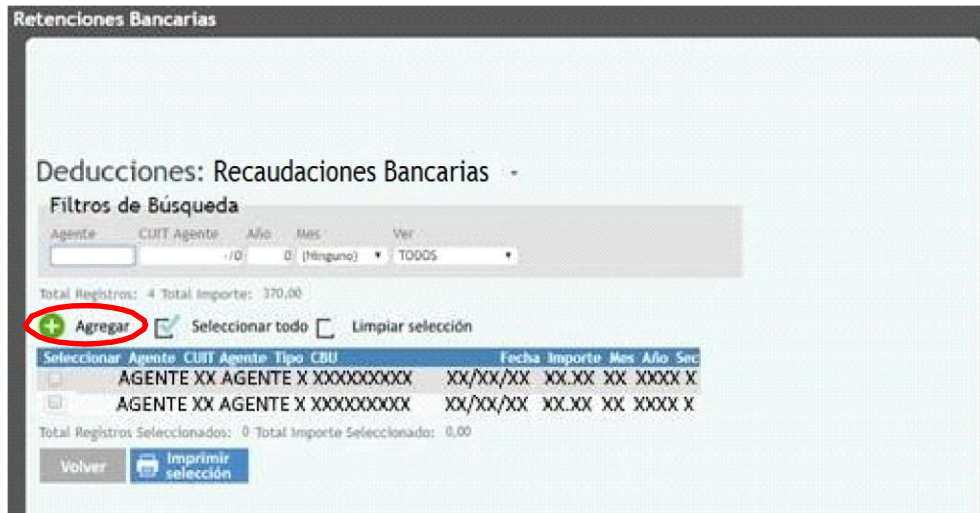 Retenciones Bancarias
Deducciones: Recaudaciones Bancarias -
Filtros de Búsqueda
Agente CUIT Agente Año Mes Ver
-/0 0 (Ninguno) TODOS
Total Registros: 4 Total Importe: 370,00
Agregar Seleccionar todo Limpiar selección
Seleccionar Agente CUIT Agente Tipo CBU Fecha Importe Mes Año Sec
AGENTE XX AGENTE X XXXXXXXXX XX/XX/XX XX.XX XX XXXX X
AGENTE XX AGENTE X XXXXXXXXX XX/XX/XX XX.XX XX XXXX X
Total Registros Seleccionados: 0 Total Importe Seleccionado: 0,00
Volver Imprimir
selección